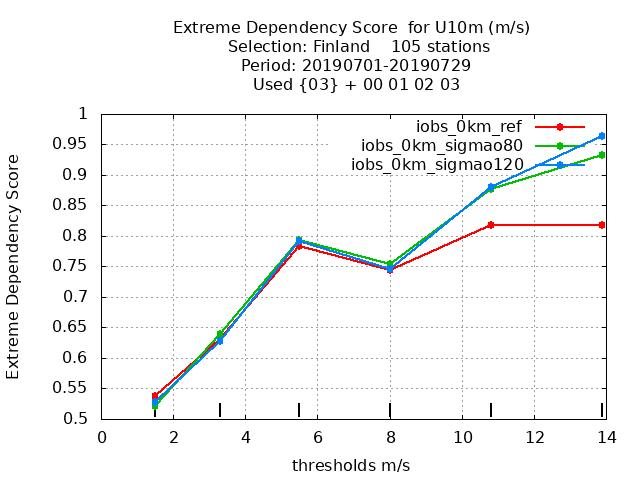 Extreme Dependency Score  for U10m (m/s)
Selection: Finland    105 stations
Period: 20190701-20190729
Used {03} + 00 01 02 03
iobs_0km_ref
iobs_0km_sigmao80
iobs_0km_sigmao120
Extreme Dependency Score
1
0.95
0.9
0.85
0.8
0.75
0.7
0.65
0.6
0.55
0.5
0 2 4 6 8 10 12 14
thresholds m/s